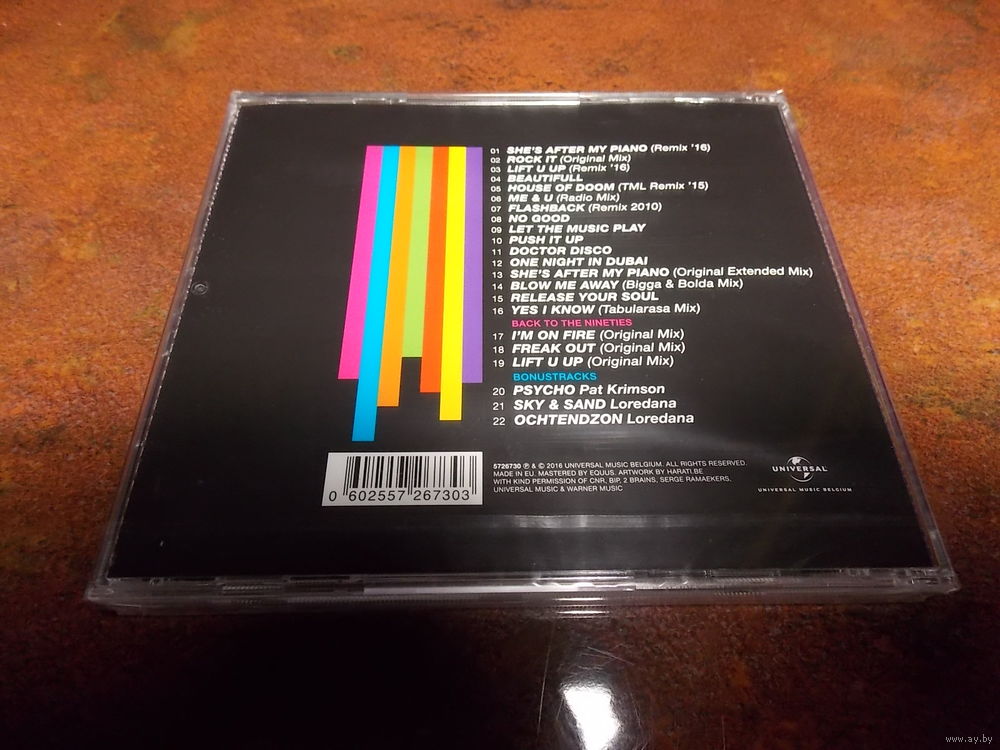 01 SHE'S AFTER MY PIANO (Remix '16)
02 ROCK IT (Original Mix)
03 LIFT U UP (Remix '16)
04 BEAUTIFULL
05 HOUSE OF DOOM (TML Remix '15)
06 ME & U (Radio Mix)
07 FLASHBACK (Remix 2010)
08 NO GOOD
09 LET THE MUSIC PLAY
10 PUSH IT UP
11 DOCTOR DISCO
12 ONE NIGHT IN DUBAI
13 SHE'S AFTER MY PIANO (Original Extended Mix)
14 BLOW ME AWAY (Bigga & Bolda Mix)
15 RELEASE YOUR SOUL
16 YES I KNOW (Tabularasa Mix)
BACK TO THE NINETIES
17 I'M ON FIRE (Original Mix)
18 FREAK OUT (Original Mix)
19 LIFT U UP (Original Mix)
BONUSTRACKS
20 PSYCHO Pat Krimson
21 SKY & SAND Loredana
22 OCHTENDZON Loredana
0 602557 267303
5726730 ℗ & © 2016 UNIVERSAL MUSIC BELGIUM. ALL RIGHTS RESERVED.
MADE IN EU. MASTERED BY EQUUS. ARTWORK BY HARATI.BE
WITH KIND PERMISSION OF CNR, BIP, 2 BRAINS, SERGE RAMAEKERS,
UNIVERSAL MUSIC & WARNER MUSIC
UNIVERSAL
UNIVERSAL MUSIC BELGIUM
www.ay.by